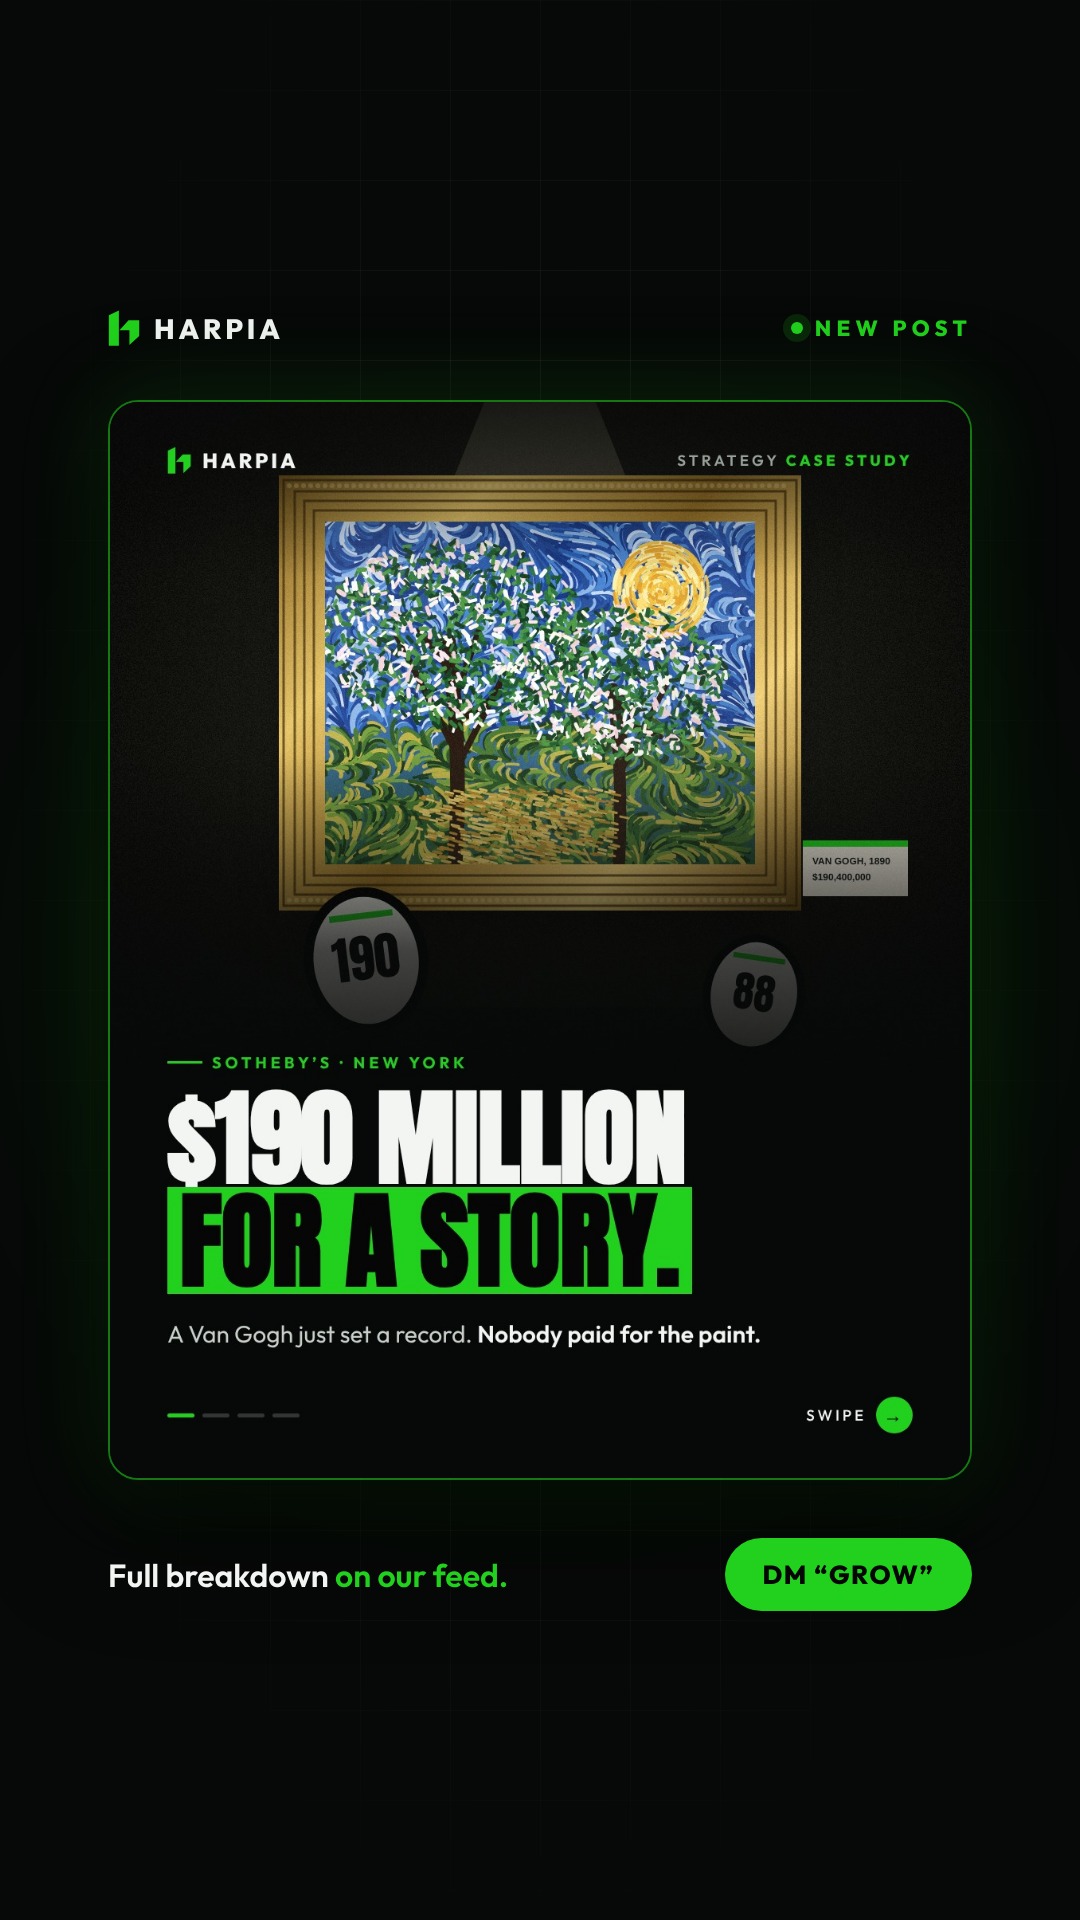 HARPIA
NEW POST
HARPIA
STRATEGY CASE STUDY
VAN GOGH, 1890
$190,400,000
190
88
SOTHEBY’S · NEW YORK
$190 MILLION
FOR A STORY.
A Van Gogh just set a record. Nobody paid for the paint.
SWIPE →
Full breakdown on our feed.
DM “GROW”